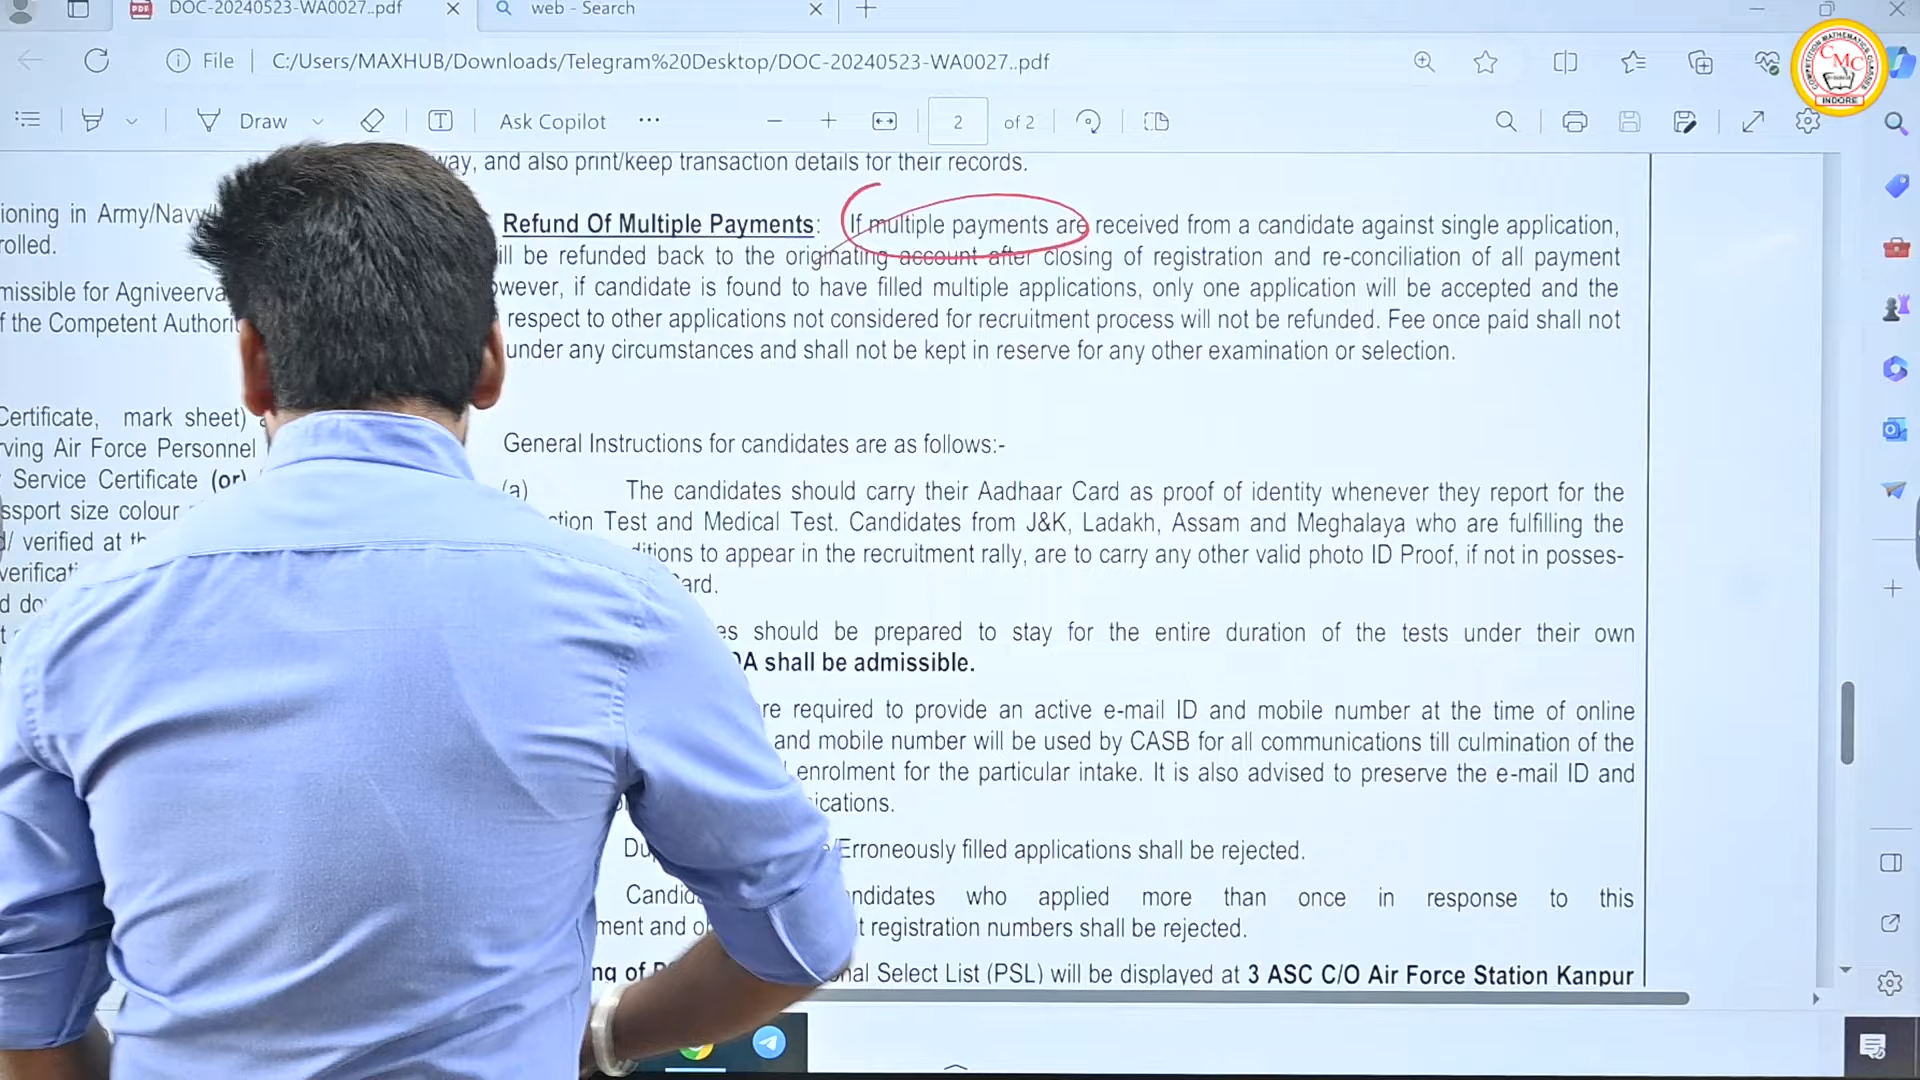 DOC-20240523-WA0027..pdf
web - Search
File
C:/Users/MAXHUB/Downloads/Telegram%20Desktop/DOC-20240523-WA0027..pdf
COMPETITION MATHEMATICS CLASSES
CMC
INDORE
Draw
Ask Copilot
2
of 2
and also print/keep transaction details for their records.
ioning in Army/Navy/
rolled.
missible for Agniveerva
f the Competent Authorit
Certificate, mark sheet)
rving Air Force Personnel
Service Certificate (or)
ssport size colour
d/ verified at th
verificati
Refund Of Multiple Payments: If multiple payments are received from a candidate against single application,
ill be refunded back to the originating account after closing of registration and re-conciliation of all payment
owever, if candidate is found to have filled multiple applications, only one application will be accepted and the
respect to other applications not considered for recruitment process will not be refunded. Fee once paid shall not
under any circumstances and shall not be kept in reserve for any other examination or selection.
General Instructions for candidates are as follows:-
(a) The candidates should carry their Aadhaar Card as proof of identity whenever they report for the
ction Test and Medical Test. Candidates from J&K, Ladakh, Assam and Meghalaya who are fulfilling the
ditions to appear in the recruitment rally, are to carry any other valid photo ID Proof, if not in posses-
ard.
es should be prepared to stay for the entire duration of the tests under their own
DA shall be admissible.
re required to provide an active e-mail ID and mobile number at the time of online
and mobile number will be used by CASB for all communications till culmination of the
enrolment for the particular intake. It is also advised to preserve the e-mail ID and
ications.
Du /Erroneously filled applications shall be rejected.
Candid ndidates who applied more than once in response to this
ment and o t registration numbers shall be rejected.
ng of P nal Select List (PSL) will be displayed at 3 ASC C/O Air Force Station Kanpur